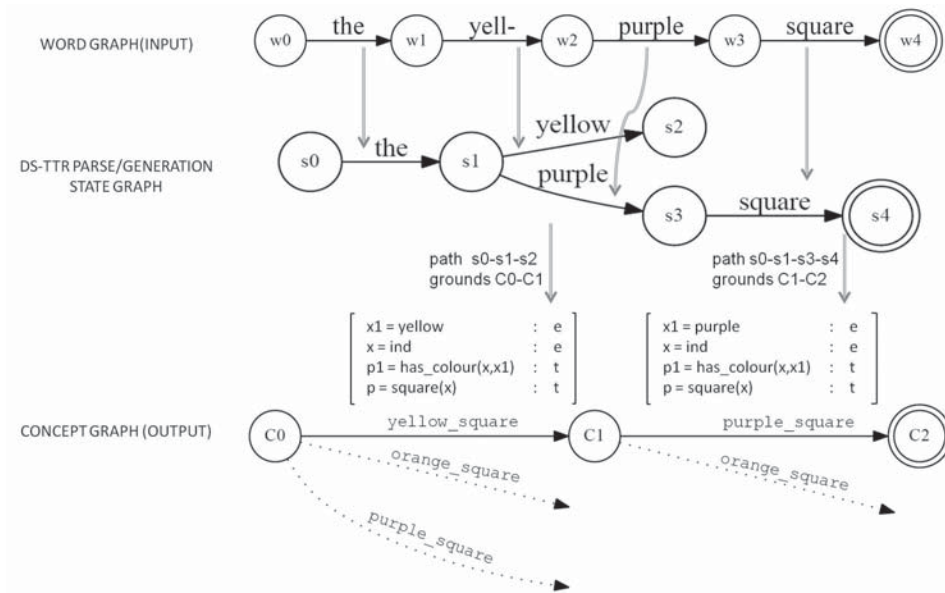 WORD GRAPH(INPUT)
w0 the w1 yell- w2 purple w3 square w4
DS-TTR PARSE/GENERATION
STATE GRAPH
s0 the s1 yellow s2
purple s3 square s4
path s0-s1-s2
grounds C0-C1
path s0-s1-s3-s4
grounds C1-C2
x1 = yellow : e
x = ind : e
p1 = has_colour(x,x1) : t
p = square(x) : t
x1 = purple : e
x = ind : e
p1 = has_colour(x,x1) : t
p = square(x) : t
CONCEPT GRAPH (OUTPUT)
C0 yellow_square C1 purple_square C2
orange_square
orange_square
purple_square